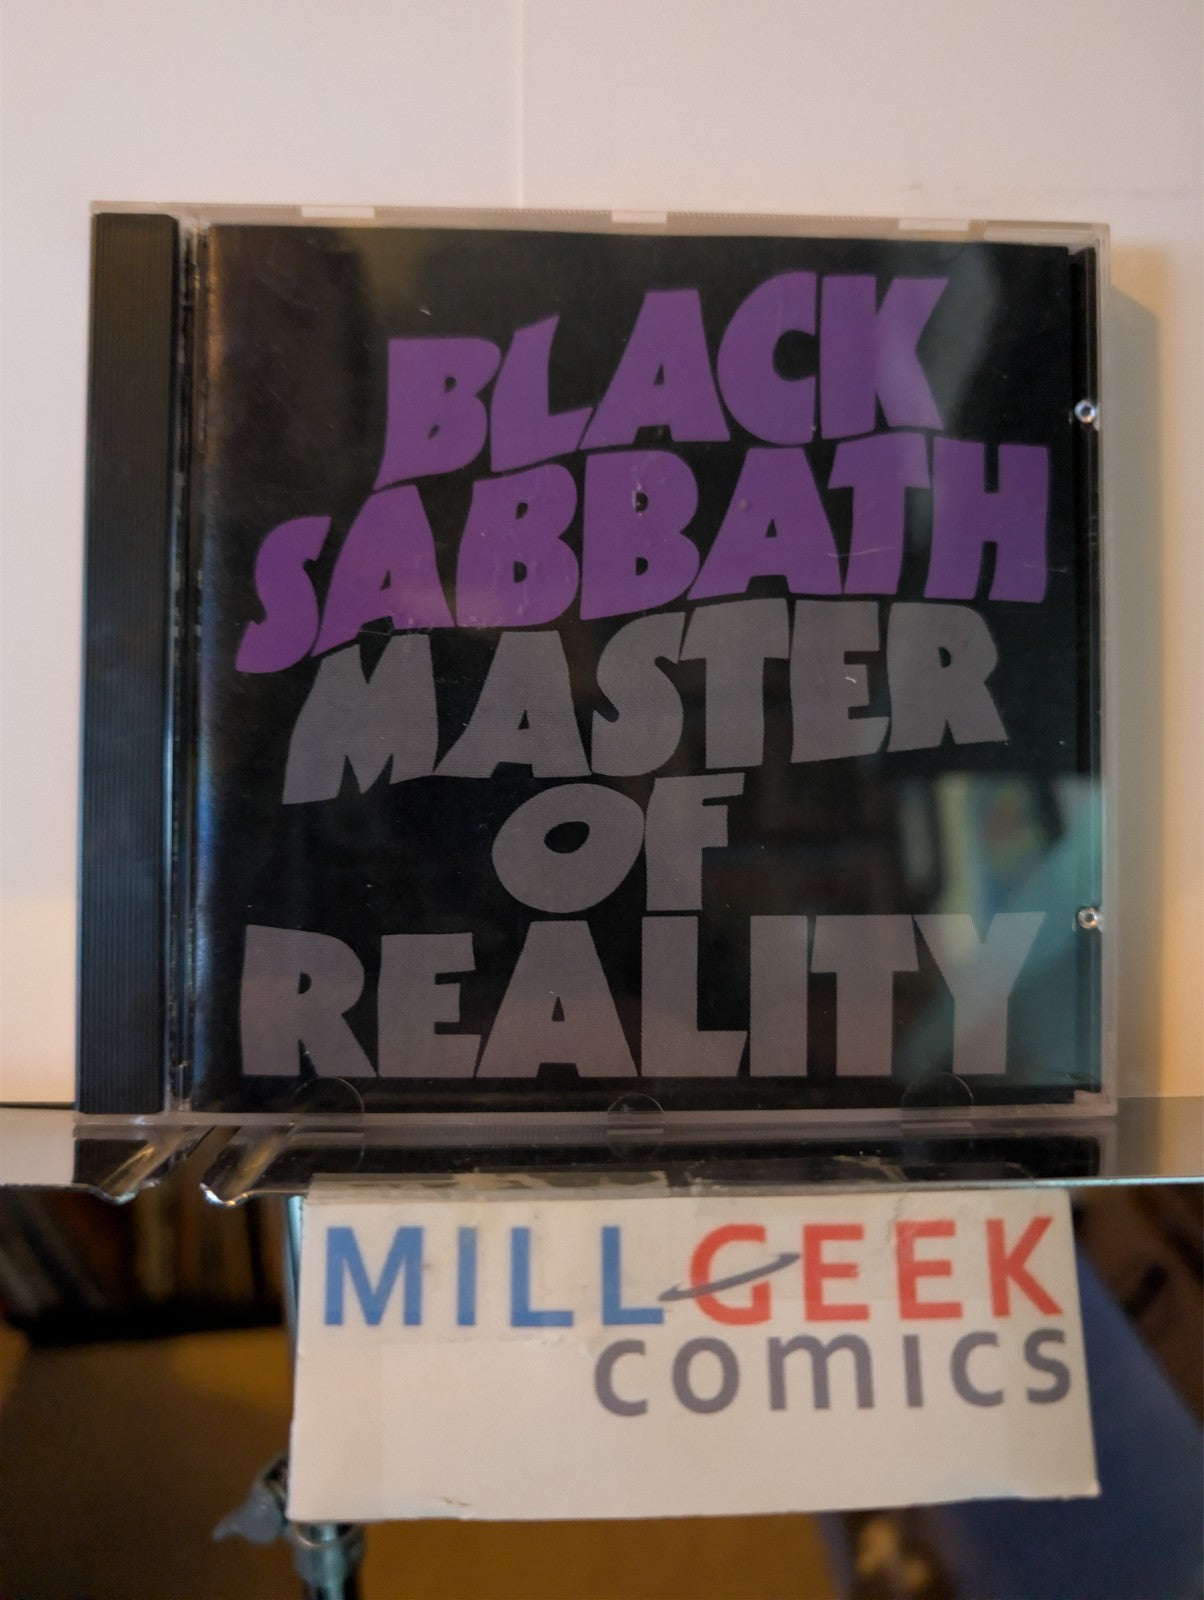 BLACK
SABBATH
MASTER
OF
REALITY
MILLGEEK
comics